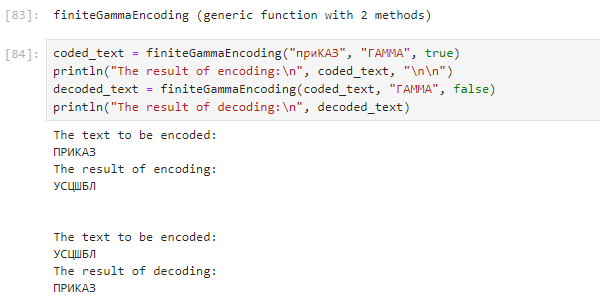 [83]: finiteGammaEncoding (generic function with 2 methods)
[84]: coded_text = finiteGammaEncoding("приКАЗ", "ГАММА", true)
println("The result of encoding:\n", coded_text, "\n\n")
decoded_text = finiteGammaEncoding(coded_text, "ГАММА", false)
println("The result of decoding:\n", decoded_text)
The text to be encoded:
ПРИКАЗ
The result of encoding:
УСЦШБЛ
The text to be encoded:
УСЦШБЛ
The result of decoding:
ПРИКАЗ